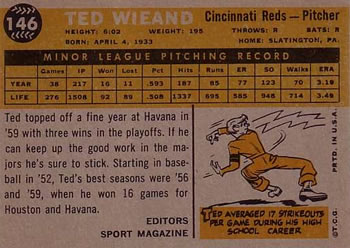 146
TED WIEAND
Cincinnati Reds — Pitcher
HEIGHT: 6:02 WEIGHT: 195 THROWS: R BATS: R
BORN: APRIL 4, 1933 HOME: SLATINGTON, PA.
MINOR LEAGUE PITCHING RECORD
Games IP Won Lost Pct. Hits Runs ER SO Walks ERA
YEAR 38 217 16 11 .593 187 85 77 123 70 3.19
LIFE 276 1508 92 89 .508 1337 695 585 944 714 3.49
Ted topped off a fine year at Havana in
'59 with three wins in the playoffs. If he
can keep up the good work in the ma-
jors he's sure to stick. Starting in base-
ball in '52, Ted's best seasons were '56
and '59, when he won 16 games for
Houston and Havana.
EDITORS
SPORT MAGAZINE
TED AVERAGED 17 STRIKEOUTS
PER GAME DURING HIS HIGH
SCHOOL CAREER
© T.C.G.
PRTD. IN U.S.A.